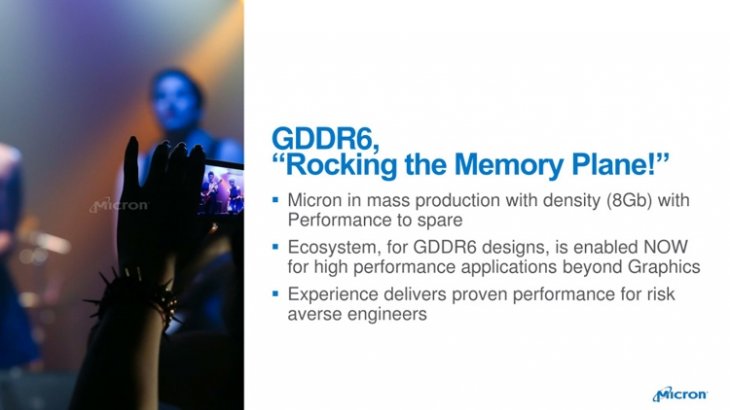 Micron
GDDR6,
“Rocking the Memory Plane!”
▪ Micron in mass production with density (8Gb) with
Performance to spare
▪ Ecosystem, for GDDR6 designs, is enabled NOW
for high performance applications beyond Graphics
▪ Experience delivers proven performance for risk
averse engineers
Micron